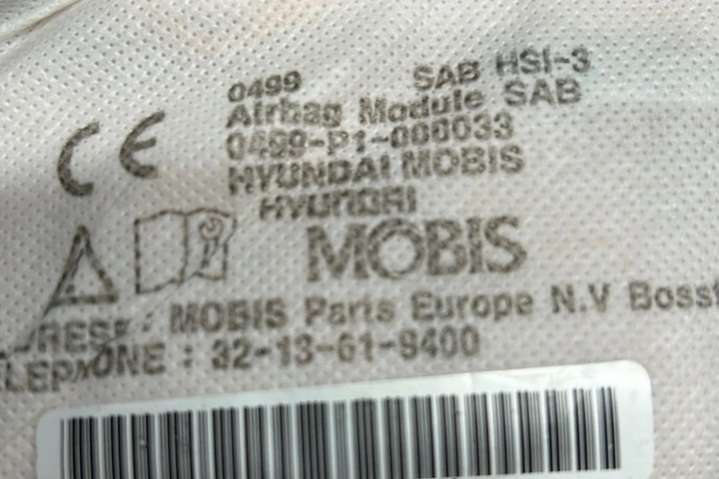 0499 SAB HSI-3
Airbag Module SAB
0499-P1-000033
CE
HYUNDAI MOBIS
HYUNDAI
MOBIS
: MOBIS Parts Europe N.V
: 32-13-61-9400